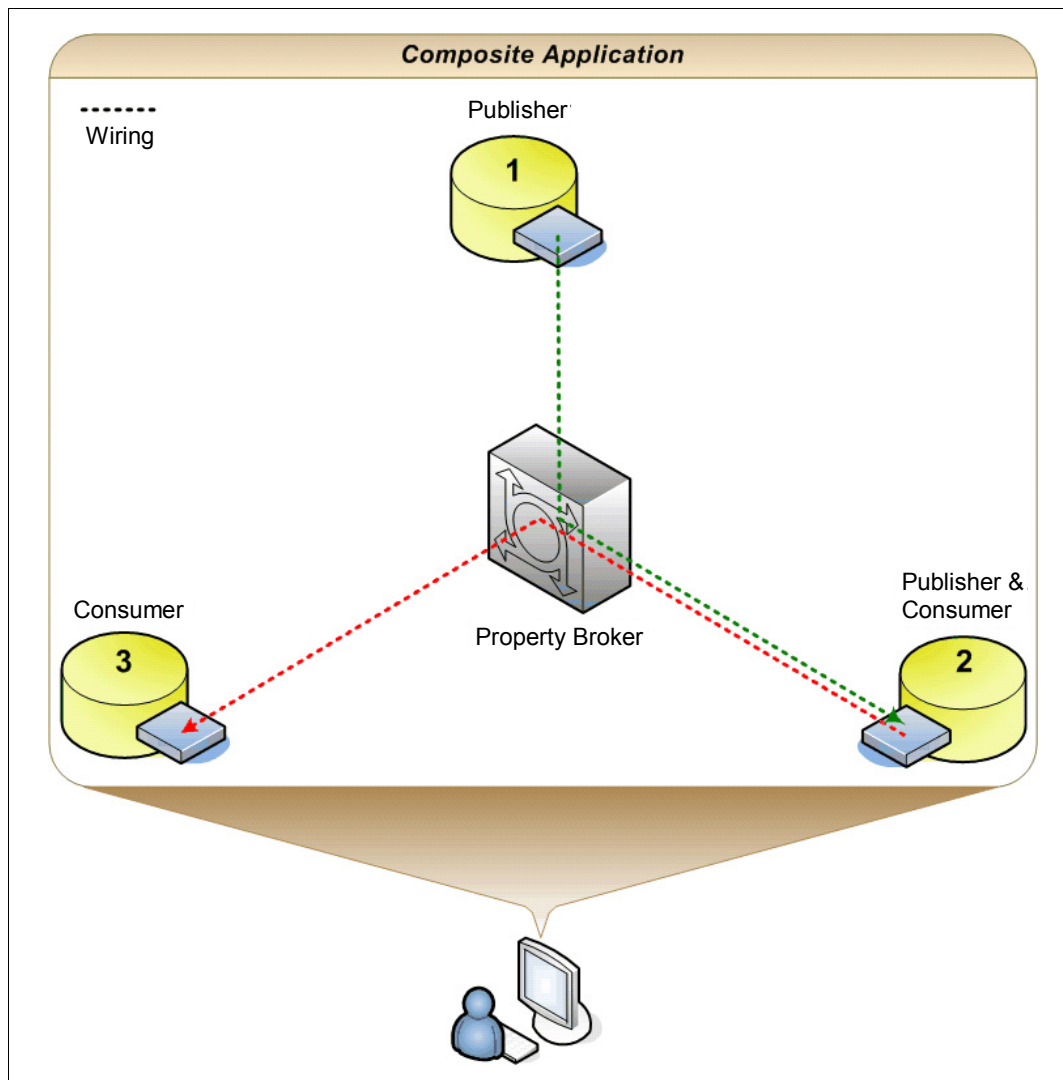 Composite Application
Wiring
Publisher
1
Property Broker
Publisher &
Consumer
2
Consumer
3